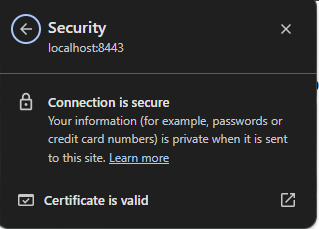 Security
localhost:8443
Connection is secure
Your information (for example, passwords or
credit card numbers) is private when it is sent
to this site. Learn more
Certificate is valid